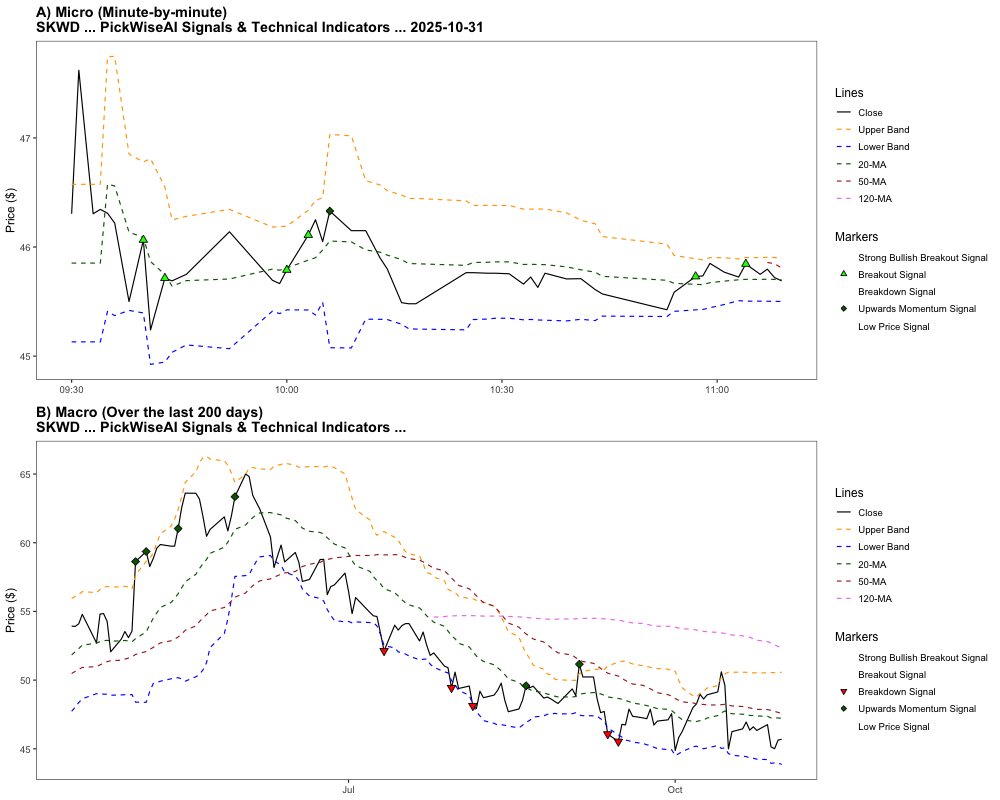 A) Micro (Minute-by-minute)
SKWD ... PickWiseAI Signals & Technical Indicators ... 2025-10-31
Price ($)
47
46
45
09:30
10:00
10:30
11:00
Lines
Close
Upper Band
Lower Band
20-MA
50-MA
120-MA
Markers
Strong Bullish Breakout Signal
Breakout Signal
Breakdown Signal
Upwards Momentum Signal
Low Price Signal
B) Macro (Over the last 200 days)
SKWD ... PickWiseAI Signals & Technical Indicators ...
Price ($)
65
60
55
50
45
Jul
Oct
Lines
Close
Upper Band
Lower Band
20-MA
50-MA
120-MA
Markers
Strong Bullish Breakout Signal
Breakout Signal
Breakdown Signal
Upwards Momentum Signal
Low Price Signal